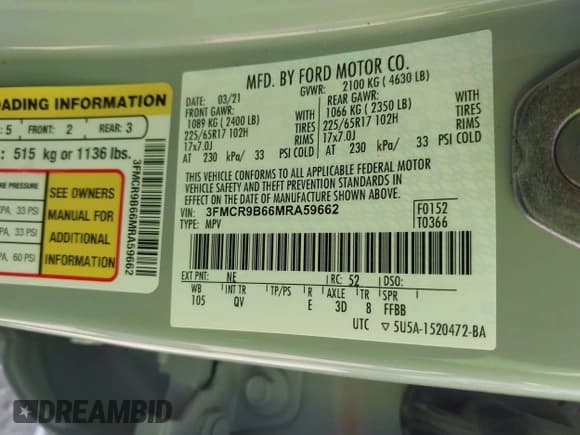 OADING INFORMATION
: 5 FRONT: 2 REAR: 3
: 515 kg or 1136 lbs.
E PRESSURE
KPA, 33 PSI
PA, 33 PSI
PA, 60 PSI
SEE OWNERS
MANUAL FOR
ADDITIONAL
INFORMATION
3FMCR9B66MRA59662
MFD. BY FORD MOTOR CO.
03/21 GVWR: 2100 KG ( 4630 LB)
FRONT GAWR: REAR GAWR:
1089 KG ( 2400 LB) 1066 KG ( 2350 LB)
225/65R17 102H TIRES 225/65R17 102H TIRES
17x7.0J RIMS 17x7.0J RIMS
AT 230 kPa/ 33 PSI COLD AT 230 kPa/ 33 PSI COLD
THIS VEHICLE CONFORMS TO ALL APPLICABLE FEDERAL MOTOR
VEHICLE SAFETY AND THEFT PREVENTION STANDARDS IN
EFFECT ON THE DATE OF MANUFACTURE SHOWN ABOVE.
VIN: 3FMCR9B66MRA59662 F0152
TYPE: MPV T0366
EXT PNT: NE RC: 52 DSO:
WB INT TR TP/PS R AXLE TR SPR
105 QV E 3D 8 FFBB
UTC ▽ 5U5A-1520472-BA
DREAMBID